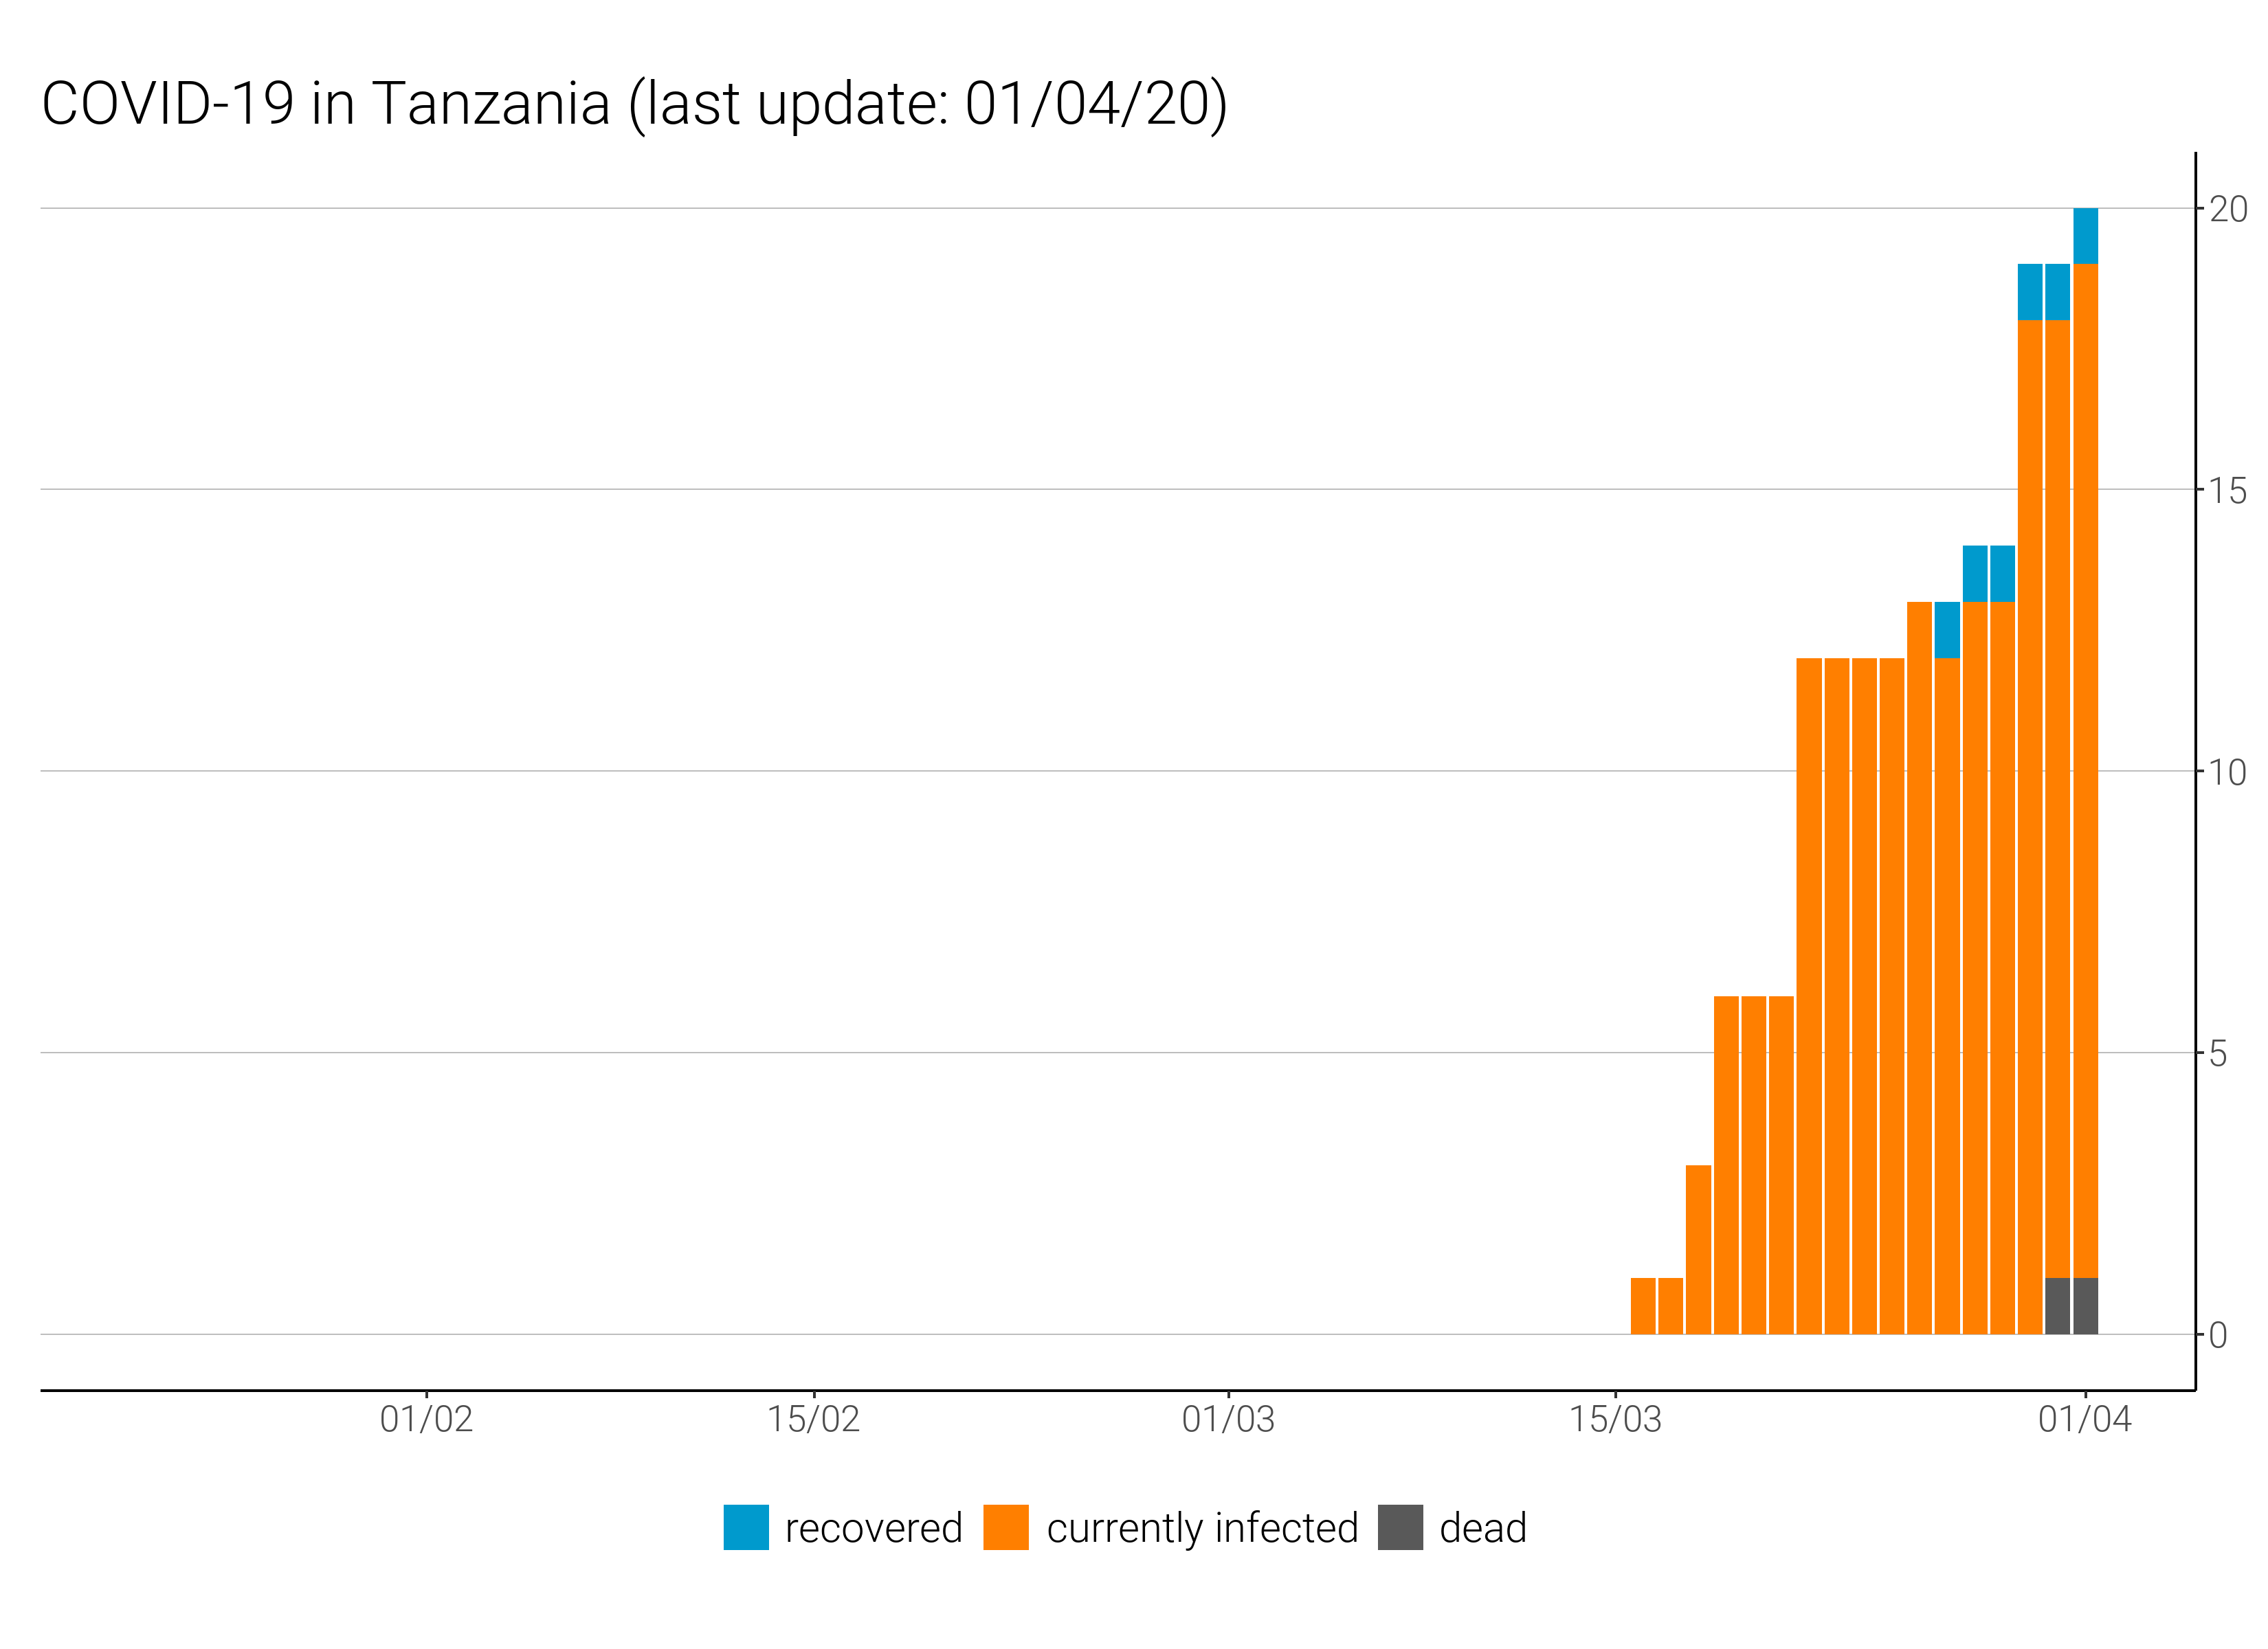 COVID-19 in Tanzania (last update: 01/04/20)
20
15
10
5
0
01/02 15/02 01/03 15/03 01/04
recovered currently infected dead